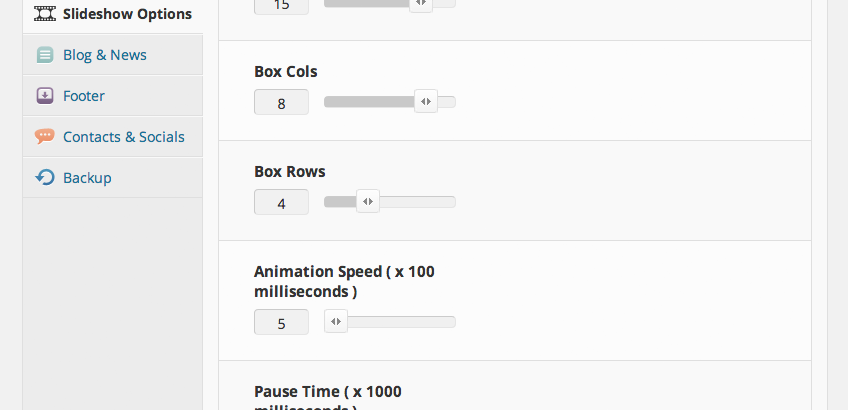 Slideshow Options
Blog & News
Footer
Contacts & Socials
Backup
15
Box Cols
8
Box Rows
4
Animation Speed ( x 100
milliseconds )
5
Pause Time ( x 1000
milliseconds )